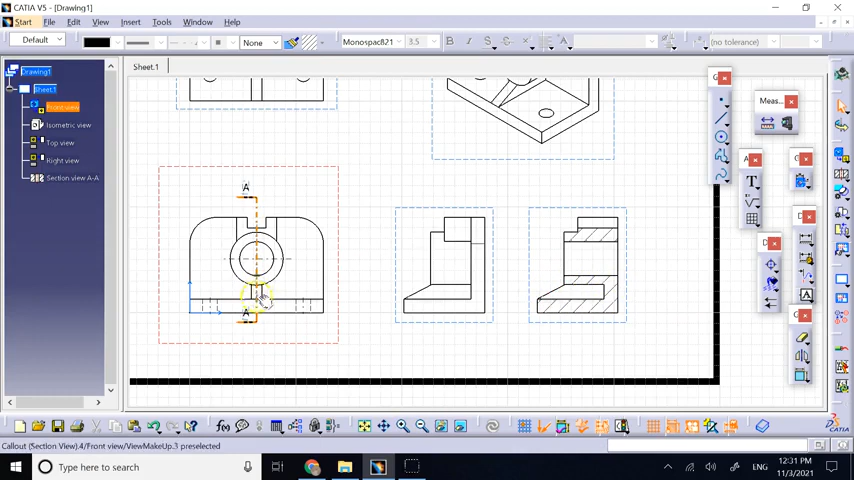 CATIA V5 - [Drawing1]
Start File Edit View Insert Tools Window Help
Default None Monospac821 3.5 B I S (no tolerance)
Drawing1
Sheet.1
Front view
Isometric view
Top view
Right view
Section view A-A
Sheet.1
Meas...
A
A
Callout (Section View).4/Front view/ViewMakeUp.3 preselected
Type here to search
ENG
12:31 PM
11/3/2021